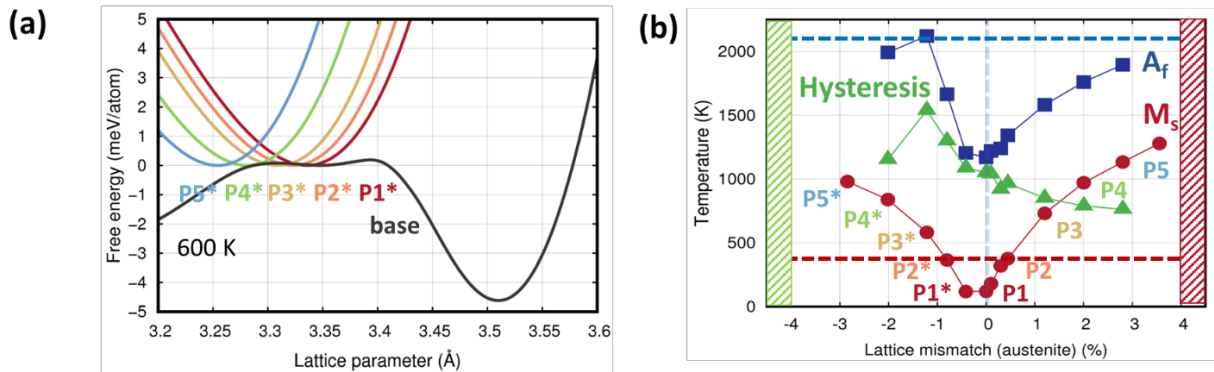 (a)
Free energy (meV/atom)
5
4
3
2
1
0
-1
-2
-3
-4
-5
P5* P4* P3* P2* P1*
base
600 K
3.2 3.25 3.3 3.35 3.4 3.45 3.5 3.55 3.6
Lattice parameter (Å)
(b)
Temperature (K)
2000
1500
1000
500
0
Hysteresis
Af
Ms
P5*
P4*
P3*
P2*
P1*
P1
P2
P3
P4
P5
-4 -3 -2 -1 0 1 2 3 4
Lattice mismatch (austenite) (%)